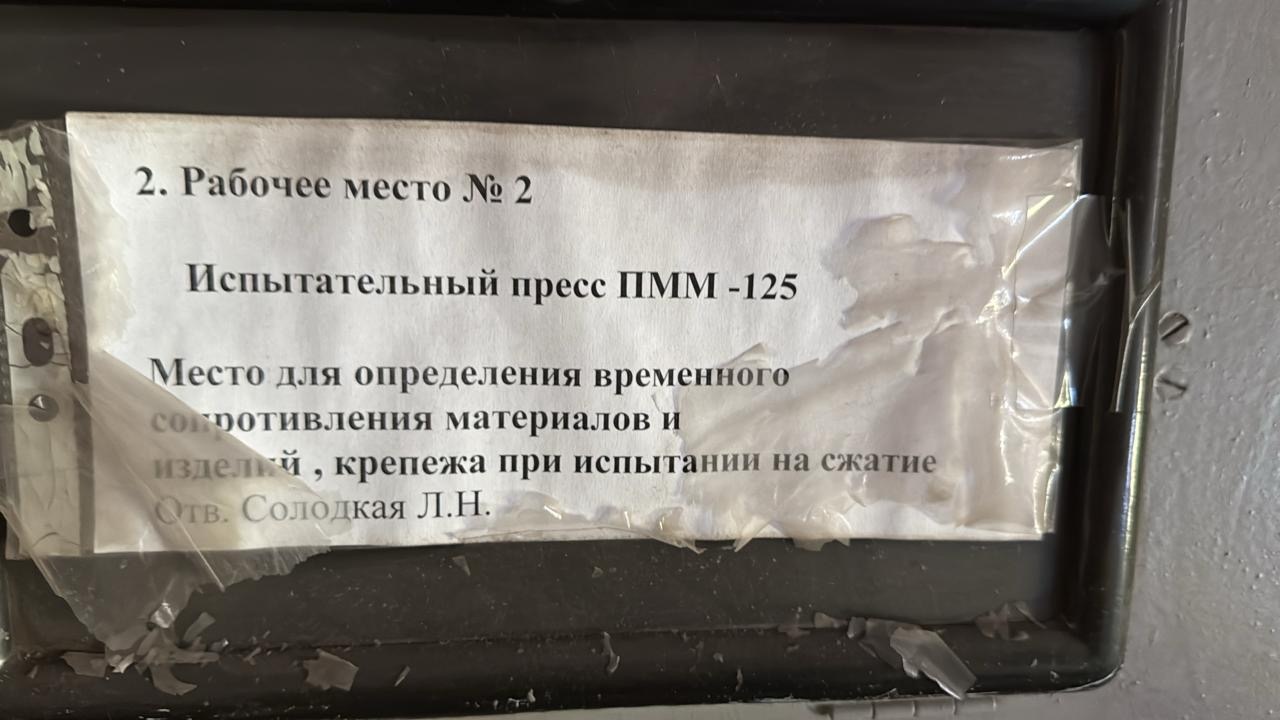 2. Рабочее место № 2
Испытательный пресс ПММ -125
Место для определения временного
сопротивления материалов и
изделий , крепежа при испытании на сжатие
Отв. Солодкая Л.Н.